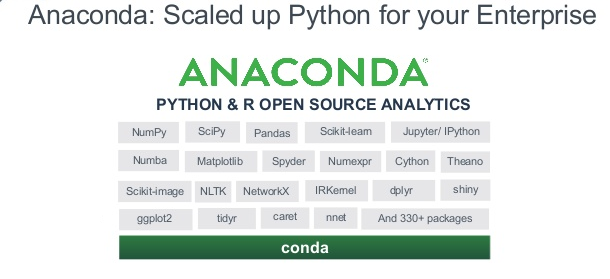 Anaconda: Scaled up Python for your Enterprise
ANACONDA®
PYTHON & R OPEN SOURCE ANALYTICS
NumPy SciPy Pandas Scikit-learn Jupyter/ IPython
Numba Matplotlib Spyder Numexpr Cython Theano
Scikit-image NLTK NetworkX IRKernel dplyr shiny
ggplot2 tidyr caret nnet And 330+ packages
conda